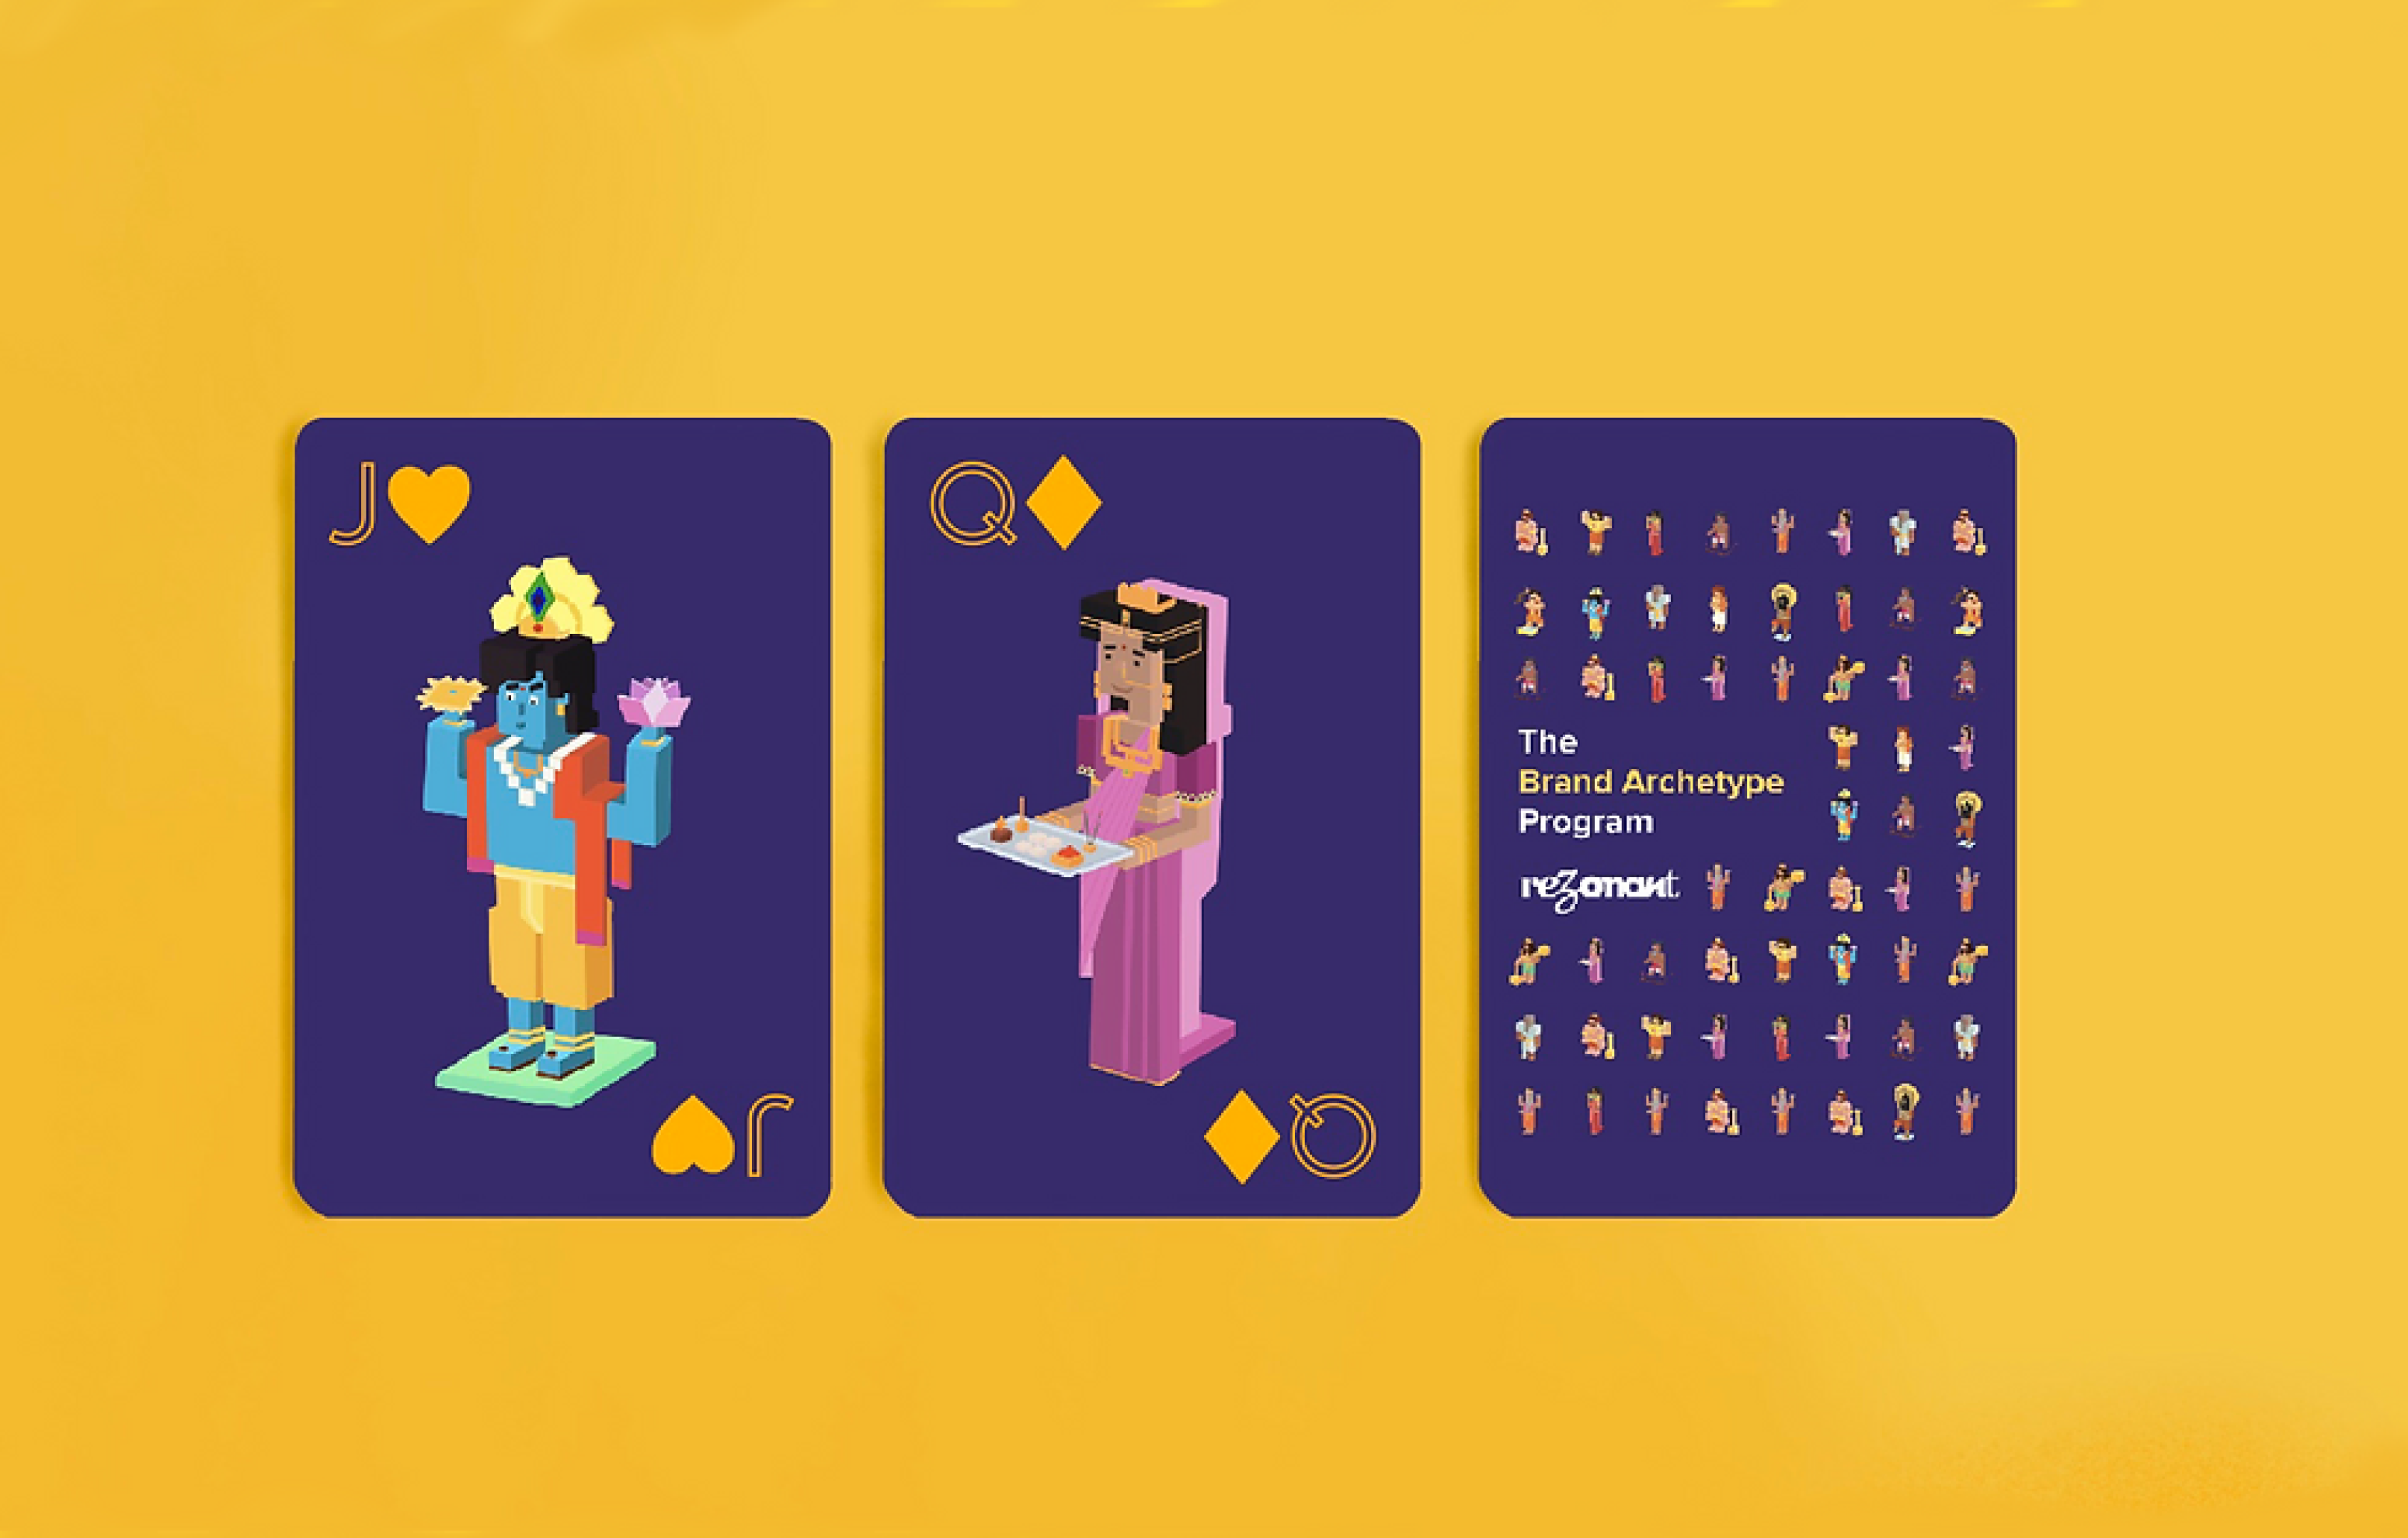 J
Q
The
Brand Archetype
Program
rezonant
J
Q